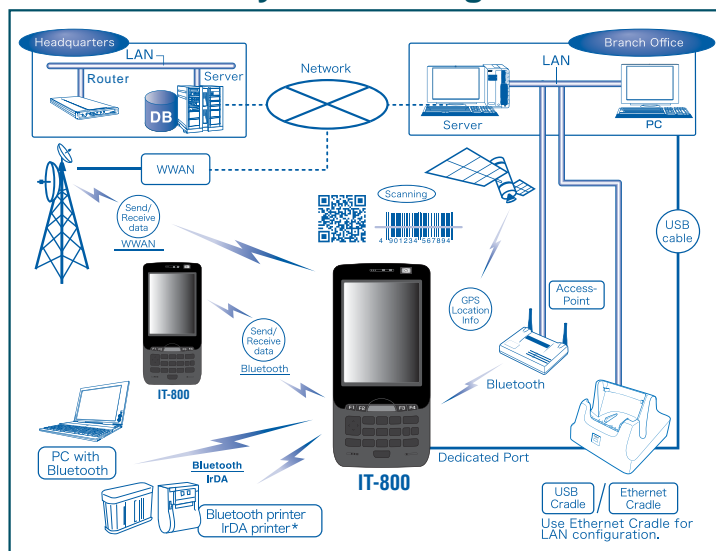 Headquarters
LAN
Router
Server
DB
Network
Branch Office
LAN
Server
PC
WWAN
Send/
Receive
data
WWAN
Scanning
4 901234 567894
USB
cable
GPS
Location
Info
Access-
Point
Send/
Receive
data
Bluetooth
IT-800
Bluetooth
F1 F2 F3 F4
PC with
Bluetooth
Bluetooth
IrDA
Dedicated Port
IT-800
Bluetooth printer
IrDA printer*
USB
Cradle
/
Ethernet
Cradle
Use Ethernet Cradle for
LAN configuration.